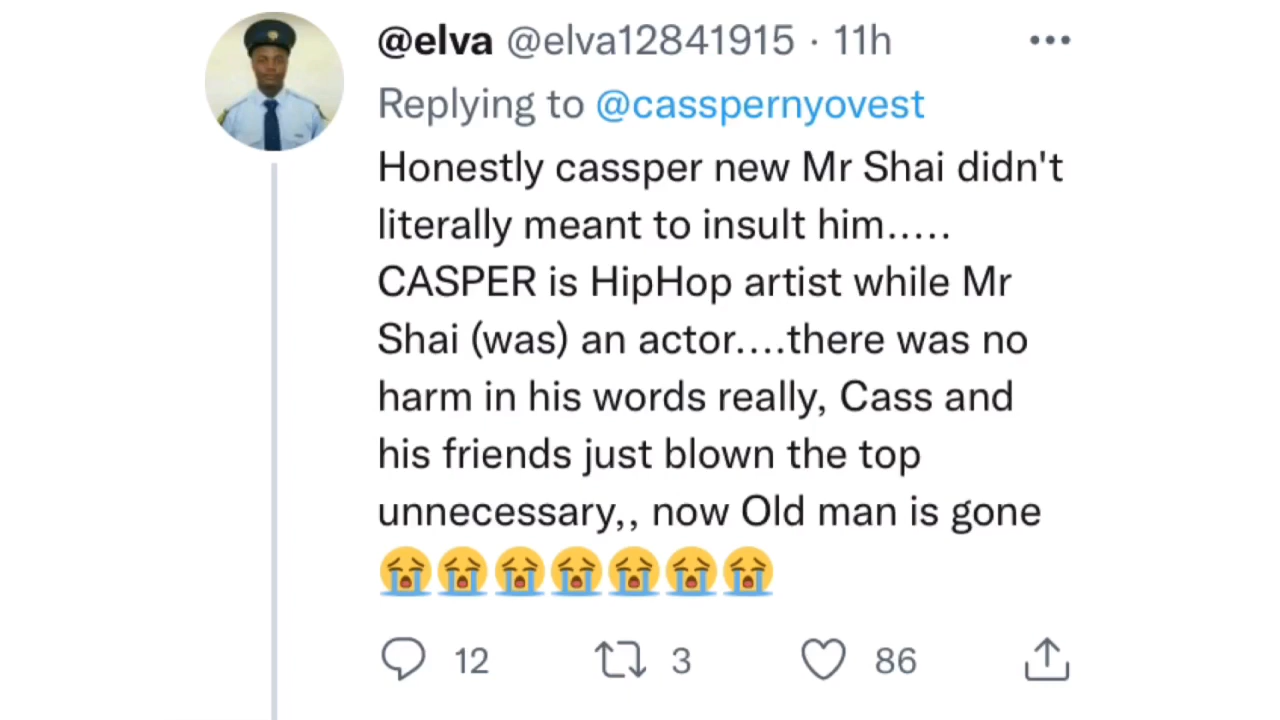 @elva @elva12841915 · 11h
Replying to @casspernyovest
Honestly cassper new Mr Shai didn't
literally meant to insult him.....
CASPER is HipHop artist while Mr
Shai (was) an actor....there was no
harm in his words really, Cass and
his friends just blown the top
unnecessary,, now Old man is gone
😭😭😭😭😭😭😭
12 3 86